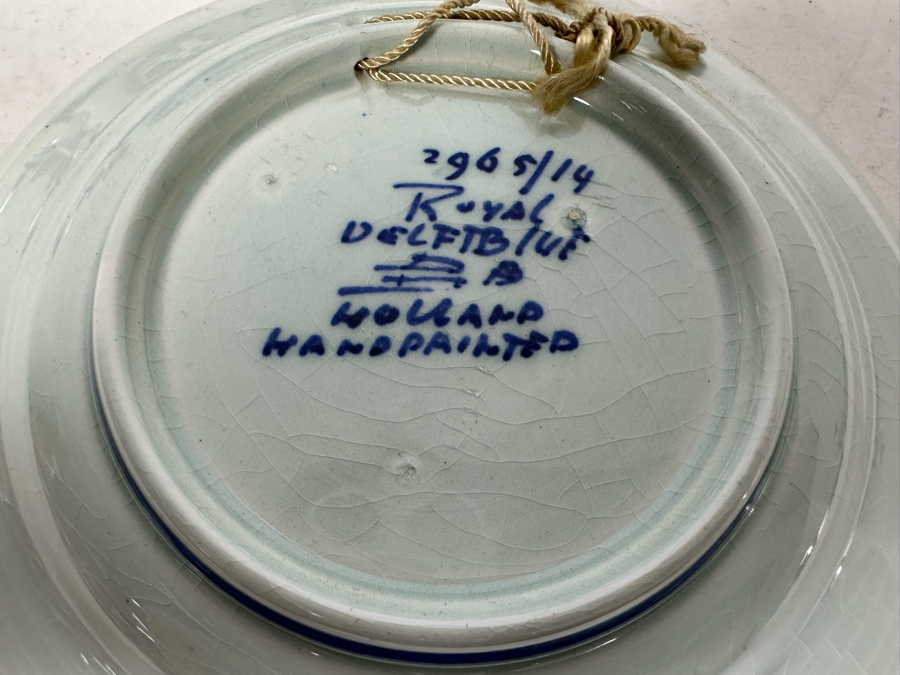 2965/14
ROYAL
DELFTBLUE
HOLLAND
HANDPAINTED